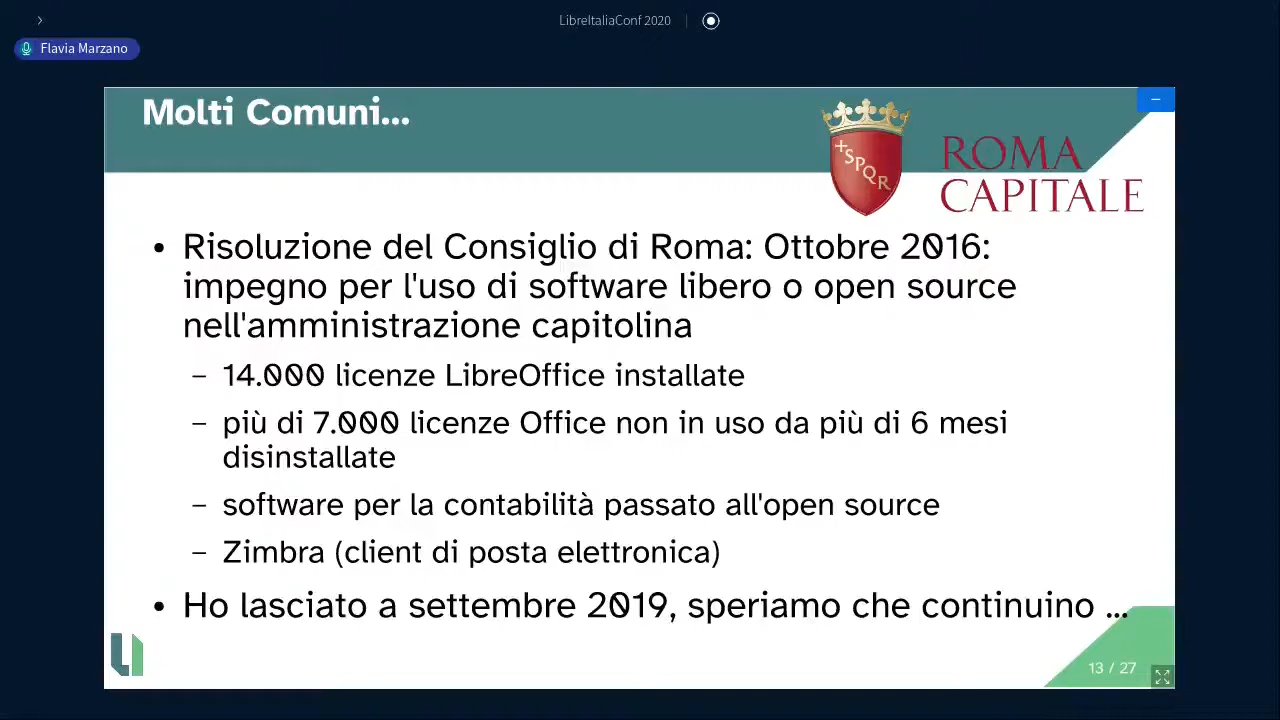 LibreItaliaConf 2020
Flavia Marzano
Molti Comuni...
SPQR
ROMA
CAPITALE
• Risoluzione del Consiglio di Roma: Ottobre 2016:
impegno per l'uso di software libero o open source
nell'amministrazione capitolina
– 14.000 licenze LibreOffice installate
– più di 7.000 licenze Office non in uso da più di 6 mesi
disinstallate
– software per la contabilità passato all'open source
– Zimbra (client di posta elettronica)
• Ho lasciato a settembre 2019, speriamo che continuino ...
13 / 27